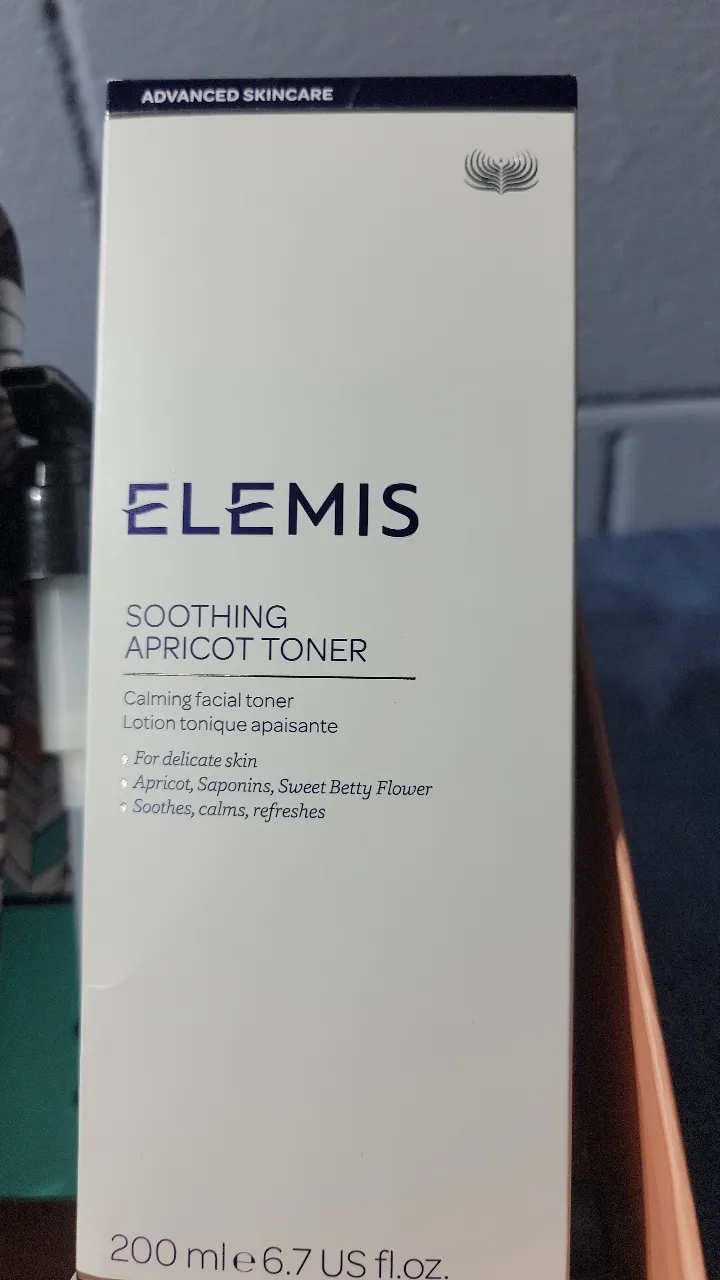 ADVANCED SKINCARE
ELEMIS
SOOTHING
APRICOT TONER
Calming facial toner
Lotion tonique apaisante
For delicate skin
Apricot, Saponins, Sweet Betty Flower
Soothes, calms, refreshes
200 ml e 6.7 US fl.oz.